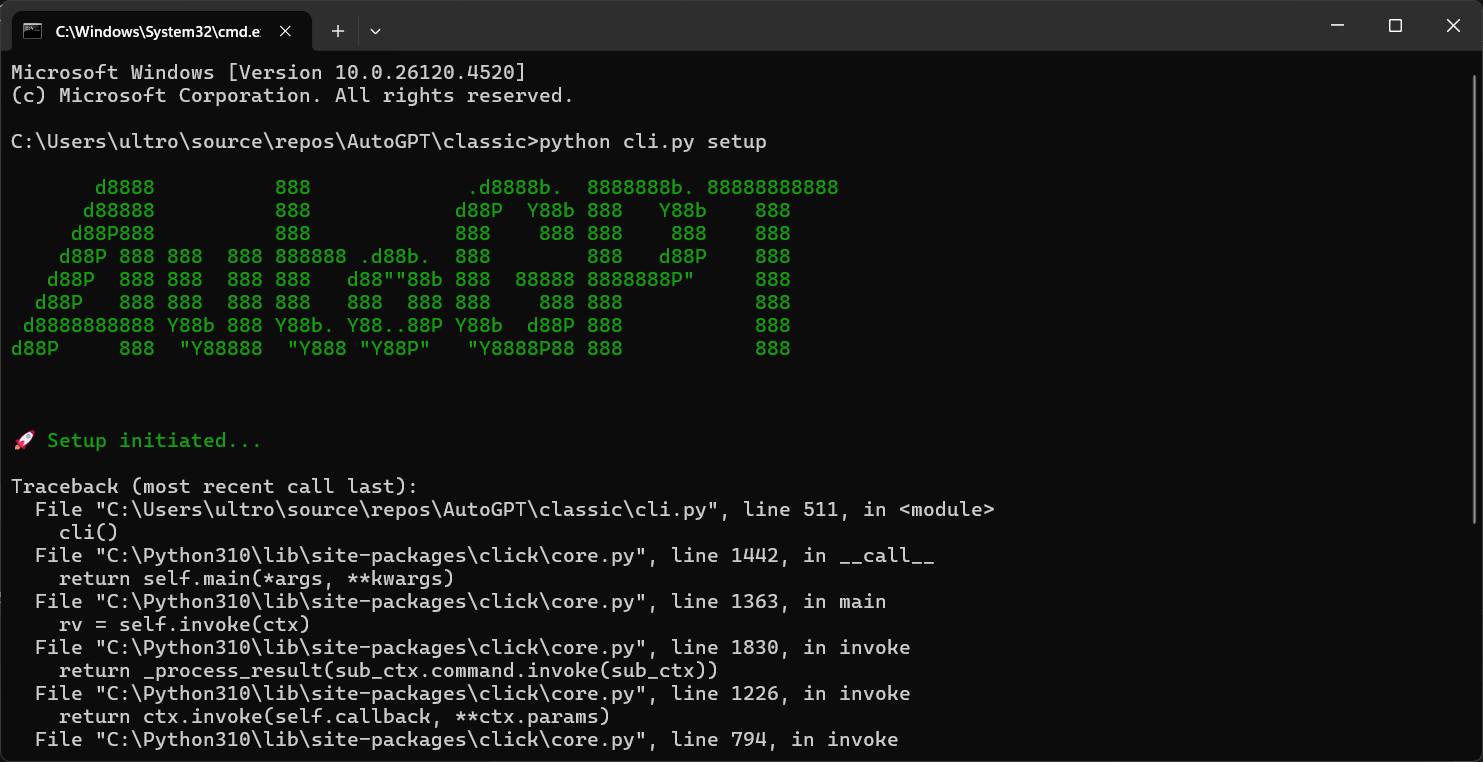 C:\Windows\System32\cmd.e
Microsoft Windows [Version 10.0.26120.4520]
(c) Microsoft Corporation. All rights reserved.
C:\Users\ultro\source\repos\AutoGPT\classic>python cli.py setup
       d8888          888             .d8888b.  8888888b. 88888888888
      d88888          888            d88P  Y88b 888   Y88b    888
     d88P888          888            888    888 888    888    888
    d88P 888 888  888 888888 .d88b.  888        888   d88P    888
   d88P  888 888  888 888   d88""88b 888  88888 8888888P"     888
  d88P   888 888  888 888   888  888 888    888 888           888
 d8888888888 Y88b 888 Y88b. Y88..88P Y88b  d88P 888           888
d88P     888  "Y88888  "Y888 "Y88P"   "Y8888P88 888           888
🚀 Setup initiated...
Traceback (most recent call last):
  File "C:\Users\ultro\source\repos\AutoGPT\classic\cli.py", line 511, in <module>
    cli()
  File "C:\Python310\lib\site-packages\click\core.py", line 1442, in __call__
    return self.main(*args, **kwargs)
  File "C:\Python310\lib\site-packages\click\core.py", line 1363, in main
    rv = self.invoke(ctx)
  File "C:\Python310\lib\site-packages\click\core.py", line 1830, in invoke
    return _process_result(sub_ctx.command.invoke(sub_ctx))
  File "C:\Python310\lib\site-packages\click\core.py", line 1226, in invoke
    return ctx.invoke(self.callback, **ctx.params)
  File "C:\Python310\lib\site-packages\click\core.py", line 794, in invoke